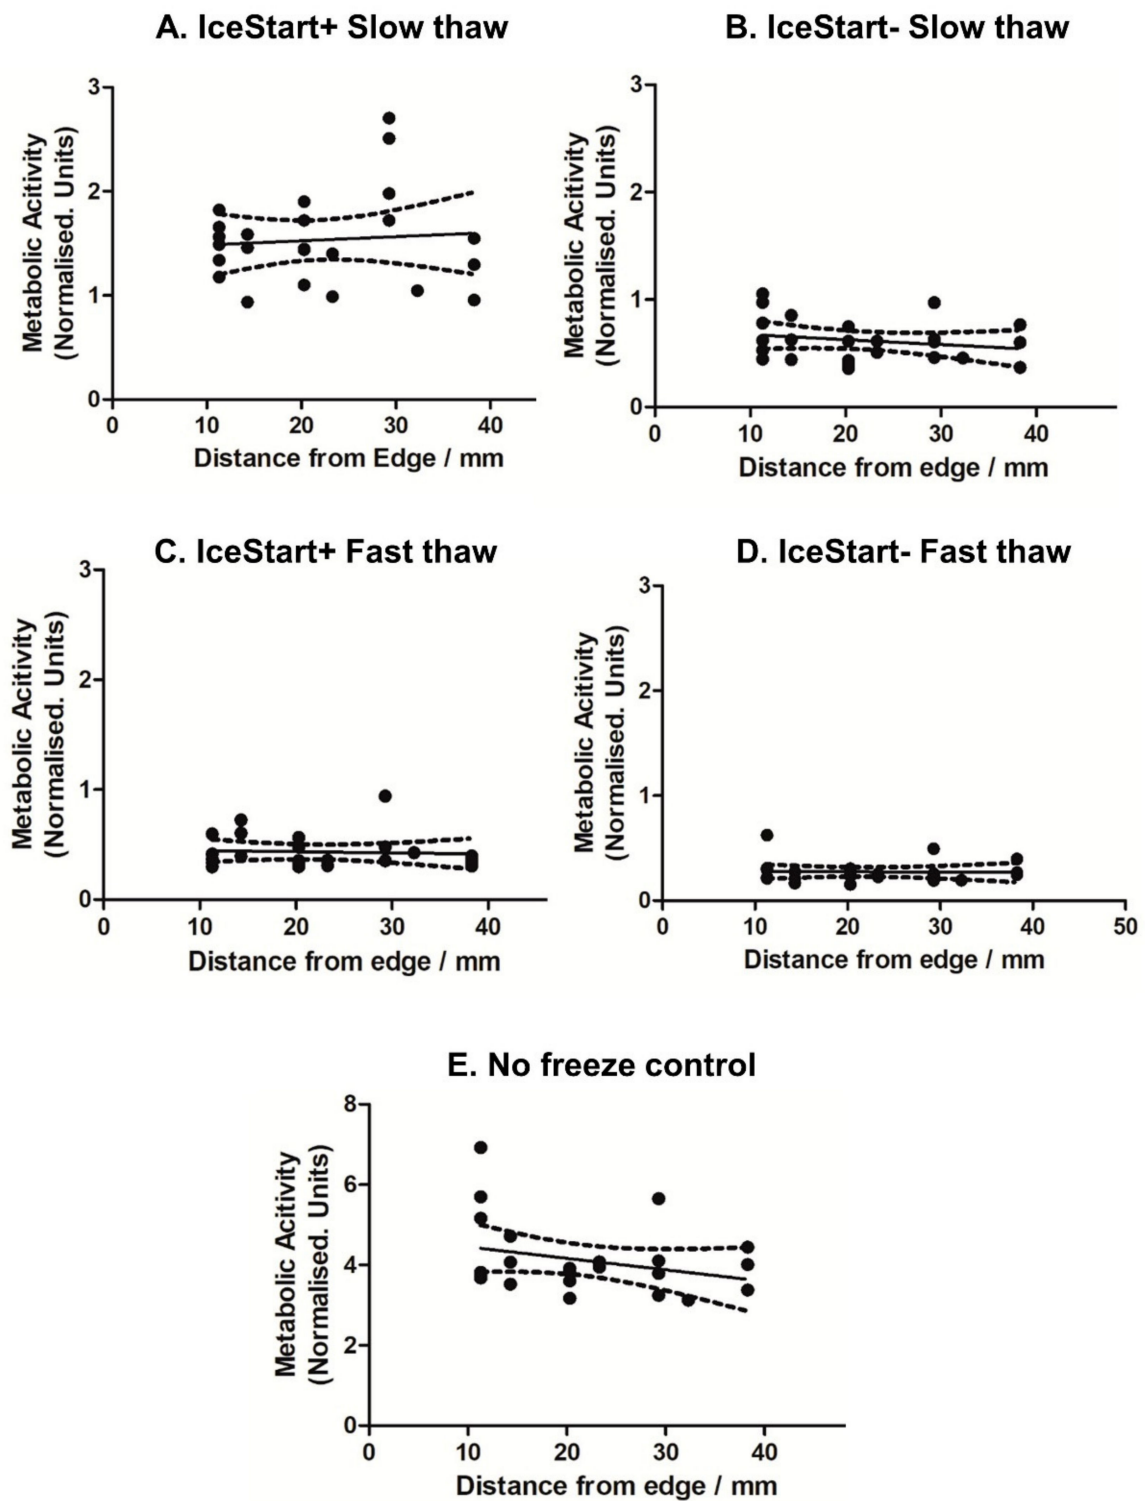 A. IceStart+ Slow thaw
Metabolic Acitivity
(Normalised. Units)
3
2
1
0
0 10 20 30 40
Distance from Edge / mm
B. IceStart- Slow thaw
Metabolic Acitivity
(Normalised. Units)
3
2
1
0
0 10 20 30 40
Distance from edge / mm
C. IceStart+ Fast thaw
Metabolic Acitivity
(Normalised. Units)
3
2
1
0
0 10 20 30 40
Distance from edge / mm
D. IceStart- Fast thaw
Metabolic Acitivity
(Normalised. Units)
3
2
1
0
0 10 20 30 40 50
Distance from edge / mm
E. No freeze control
Metabolic Acitivity
(Normalised. Units)
8
6
4
2
0
0 10 20 30 40
Distance from edge / mm